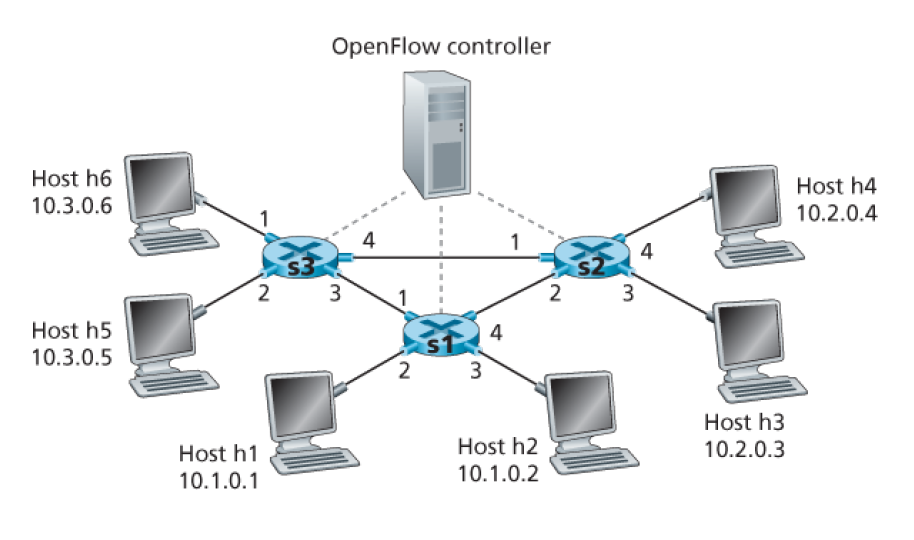 OpenFlow controller
Host h6
10.3.0.6
Host h4
10.2.0.4
1
4
1
4
s3
s2
2
3
1
2
3
4
Host h5
10.3.0.5
s1
2
3
Host h3
10.2.0.3
Host h1
10.1.0.1
Host h2
10.1.0.2